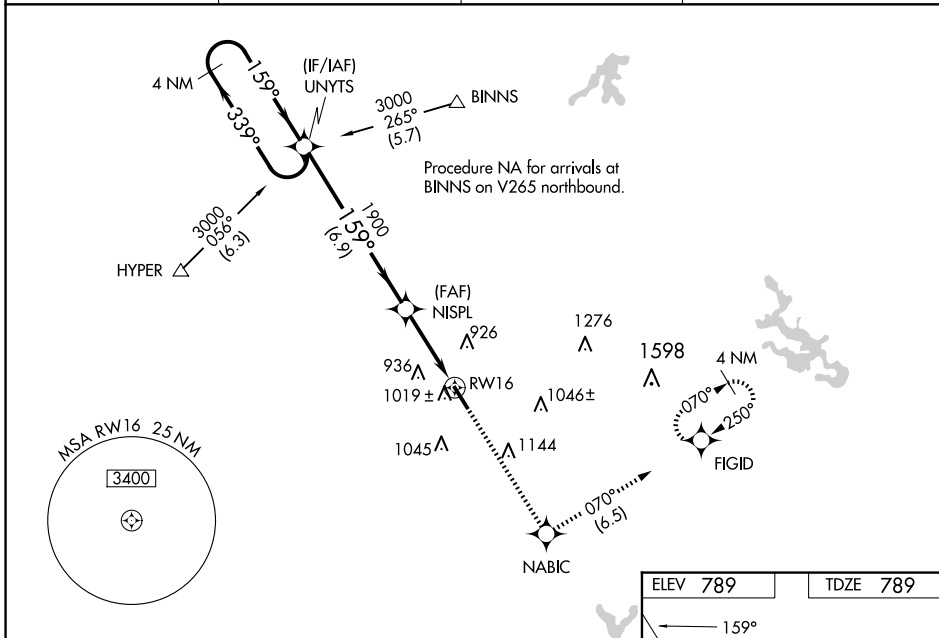 (IF/IAF)
UNYTS
4 NM
159°
339°
3000
265°
(5.7)
BINNS
Procedure NA for arrivals at
BINNS on V265 northbound.
3000
056°
(6.3)
HYPER
1900
159°
(6.9)
(FAF)
NISPL
926
1276
1598
936
RW16
1019 ±
1046±
1045
1144
4 NM
070°
250°
FIGID
070°
(6.5)
NABIC
MSA RW16 25 NM
3400
ELEV 789
TDZE 789
159°